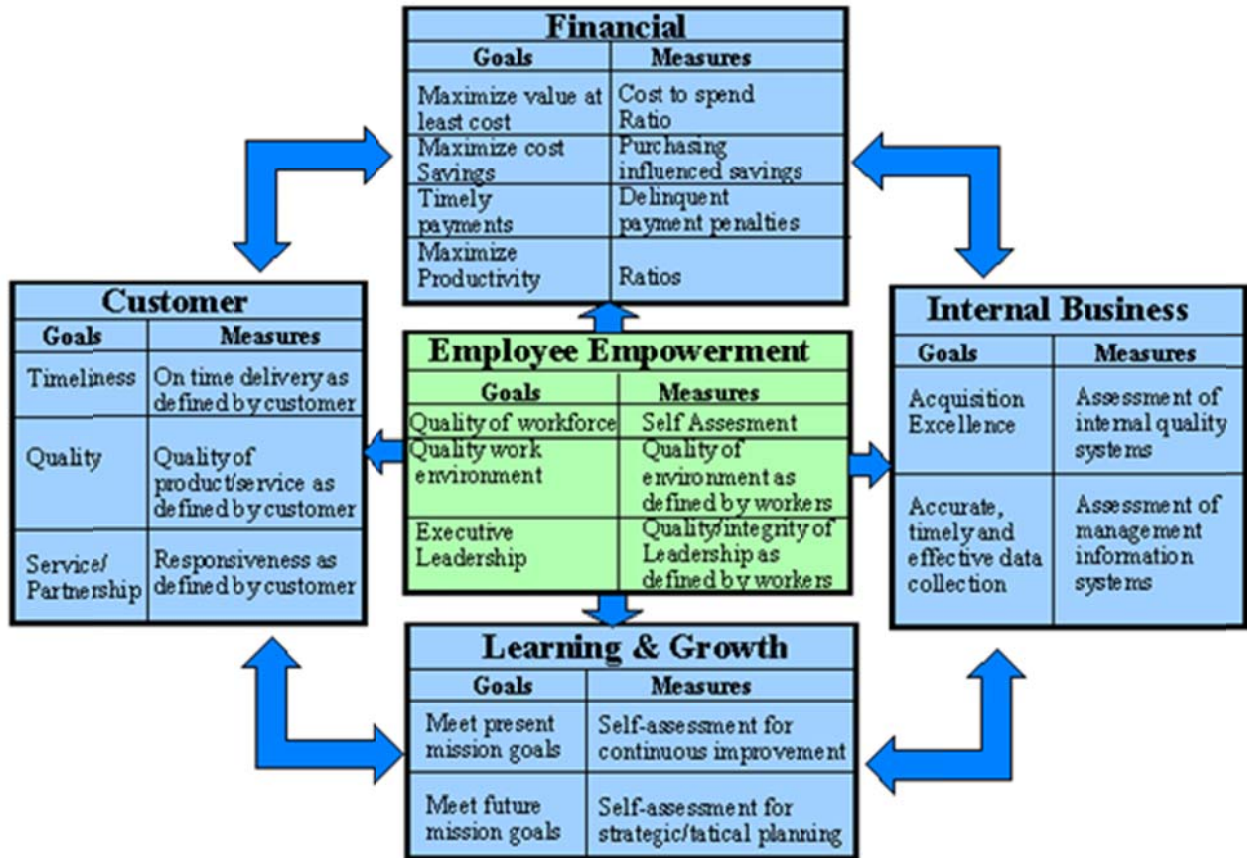 Financial
Goals Measures
Maximize value at Cost to spend
least cost Ratio
Maximize cost Purchasing
Savings influenced savings
Timely Delinquent
payments payment penalties
Maximize
Productivity Ratios
Customer
Goals Measures
Timeliness On time delivery as
defined by customer
Quality Quality of
product/service as
defined by customer
Service/ Responsiveness as
Partnership defined by customer
Employee Empowerment
Goals Measures
Quality of workforce Self Assesment
Quality work Quality of
environment environment as
defined by workers
Executive Quality/integrity of
Leadership Leadership as
defined by workers
Internal Business
Goals Measures
Acquisition Assessment of
Excellence internal quality
systems
Accurate, Assessment of
timely and management
effective data information
collection systems
Learning & Growth
Goals Measures
Meet present Self-assessment for
mission goals continuous improvement
Meet future Self-assessment for
mission goals strategic/tatical planning